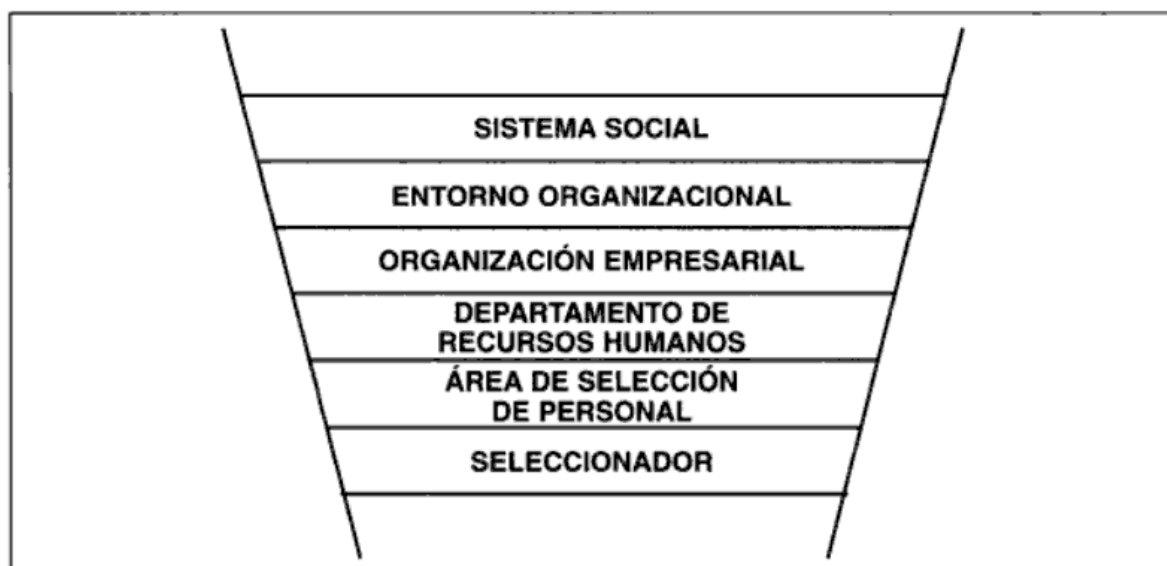 SISTEMA SOCIAL
ENTORNO ORGANIZACIONAL
ORGANIZACIÓN EMPRESARIAL
DEPARTAMENTO DE
RECURSOS HUMANOS
ÁREA DE SELECCIÓN
DE PERSONAL
SELECCIONADOR